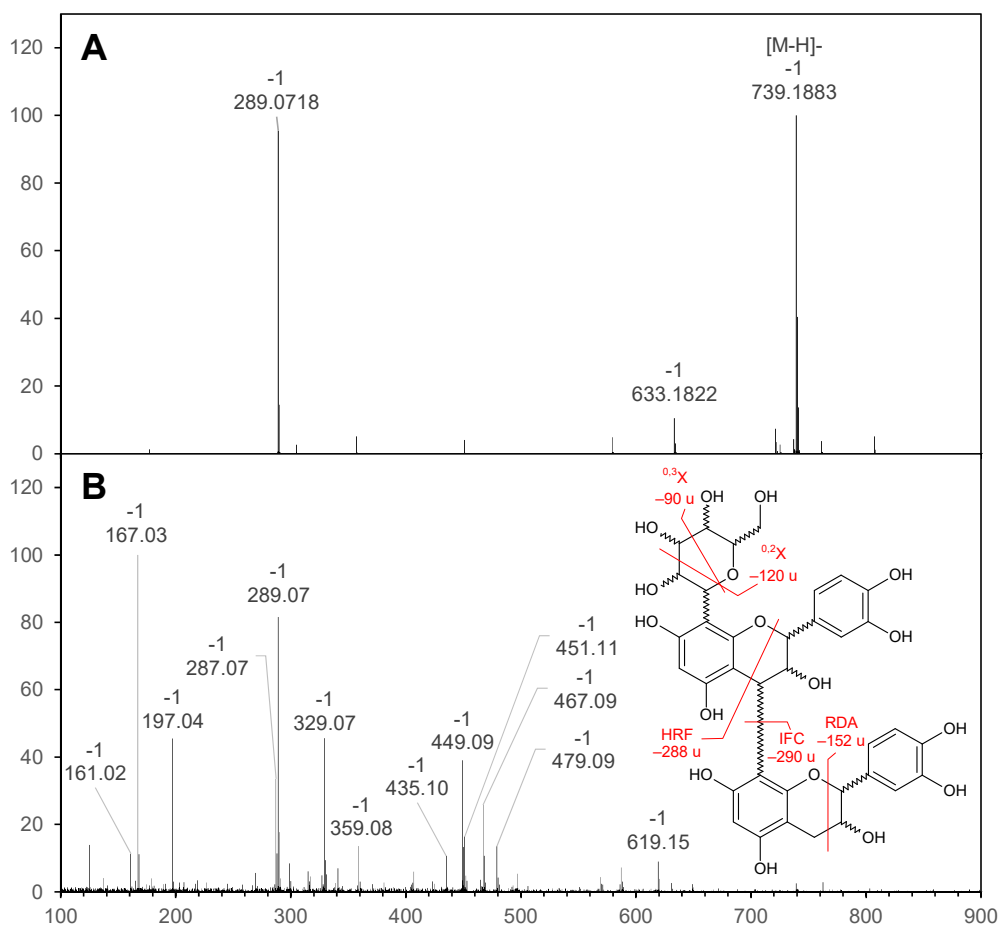 A
120
100
80
60
40
20
0
-1
289.0718
-1
633.1822
[M-H]-
-1
739.1883
B
120
100
80
60
40
20
0
-1
161.02
-1
167.03
-1
197.04
-1
287.07
-1
289.07
-1
329.07
-1
359.08
-1
435.10
-1
449.09
-1
451.11
-1
467.09
-1
479.09
-1
619.15
0,3X
–90 u
OH
OH
HO
HO
0,2X
–120 u
O
HO
O
OH
OH
OH
OH
HRF
–288 u
IFC
–290 u
RDA
–152 u
HO
O
OH
OH
OH
OH
100 200 300 400 500 600 700 800 900